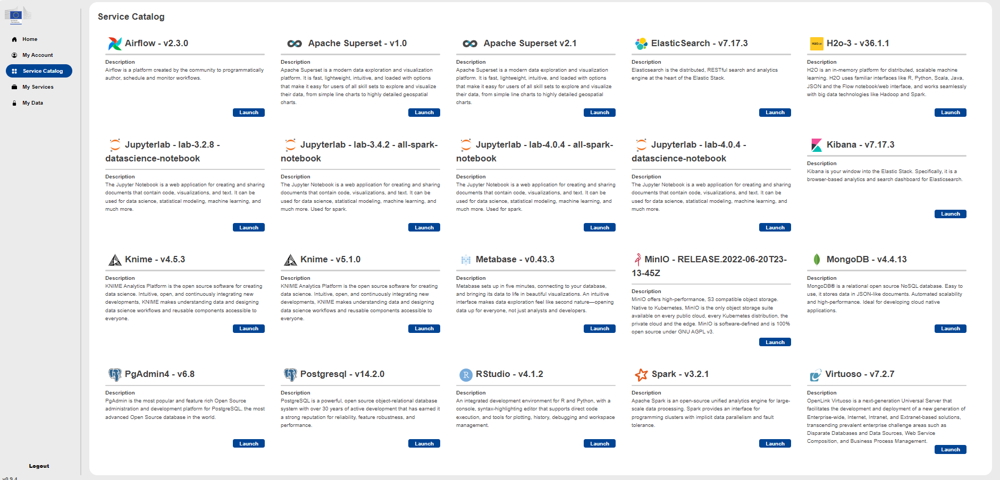 Home
My Account
Service Catalog
My Services
My Data
Logout
v0.9.4
Service Catalog
Airflow - v2.3.0
Description
Airflow is a platform created by the community to programmatically
author, schedule and monitor workflows.
Launch
Apache Superset - v1.0
Description
Apache Superset is a modern data exploration and visualization
platform. It is fast, lightweight, intuitive, and loaded with options
that make it easy for users of all skill sets to explore and visualize
their data, from simple line charts to highly detailed geospatial
charts.
Launch
Apache Superset v2.1
Description
Apache Superset is a modern data exploration and visualization
platform. It is fast, lightweight, intuitive, and loaded with options
that make it easy for users of all skill sets to explore and visualize
their data, from simple line charts to highly detailed geospatial
charts.
Launch
ElasticSearch - v7.17.3
Description
Elasticsearch is the distributed, RESTful search and analytics
engine at the heart of the Elastic Stack.
Launch
H2O.ai
H2o-3 - v36.1.1
Description
H2O is an in-memory platform for distributed, scalable machine
learning. H2O uses familiar interfaces like R, Python, Scala, Java,
JSON and the Flow notebook/web interface, and works seamlessly
with big data technologies like Hadoop and Spark.
Launch
Jupyterlab - lab-3.2.8 -
datascience-notebook
Description
The Jupyter Notebook is a web application for creating and sharing
documents that contain code, visualizations, and text. It can be
used for data science, statistical modeling, machine learning, and
much more.
Launch
Jupyterlab - lab-3.4.2 - all-spark-
notebook
Description
The Jupyter Notebook is a web application for creating and sharing
documents that contain code, visualizations, and text. It can be
used for data science, statistical modeling, machine learning, and
much more. Used for spark.
Launch
Jupyterlab - lab-4.0.4 - all-spark-
notebook
Description
The Jupyter Notebook is a web application for creating and sharing
documents that contain code, visualizations, and text. It can be
used for data science, statistical modeling, machine learning, and
much more. Used for spark.
Launch
Jupyterlab - lab-4.0.4 -
datascience-notebook
Description
The Jupyter Notebook is a web application for creating and sharing
documents that contain code, visualizations, and text. It can be
used for data science, statistical modeling, machine learning, and
much more.
Launch
Kibana - v7.17.3
Description
Kibana is your window into the Elastic Stack. Specifically, it is a
browser-based analytics and search dashboard for Elasticsearch.
Launch
Knime - v4.5.3
Description
KNIME Analytics Platform is the open source software for creating
data science. Intuitive, open, and continuously integrating new
developments, KNIME makes understanding data and designing
data science workflows and reusable components accessible to
everyone.
Launch
Knime - v5.1.0
Description
KNIME Analytics Platform is the open source software for creating
data science. Intuitive, open, and continuously integrating new
developments, KNIME makes understanding data and designing
data science workflows and reusable components accessible to
everyone.
Launch
Metabase - v0.43.3
Description
Metabase sets up in five minutes, connecting to your database,
and bringing its data to life in beautiful visualizations. An intuitive
interface makes data exploration feel like second nature—opening
data up for everyone, not just analysts and developers.
Launch
MinIO - RELEASE.2022-06-20T23-
13-45Z
Description
MinIO offers high-performance, S3 compatible object storage.
Native to Kubernetes, MinIO is the only object storage suite
available on every public cloud, every Kubernetes distribution, the
private cloud and the edge. MinIO is software-defined and is 100%
open source under GNU AGPL v3.
Launch
MongoDB - v4.4.13
Description
MongoDB® is a relational open source NoSQL database. Easy to
use, it stores data in JSON-like documents. Automated scalability
and high-performance. Ideal for developing cloud native
applications.
Launch
PgAdmin4 - v6.8
Description
PgAdmin is the most popular and feature rich Open Source
administration and development platform for PostgreSQL, the most
advanced Open Source database in the world.
Launch
Postgresql - v14.2.0
Description
PostgreSQL is a powerful, open source object-relational database
system with over 30 years of active development that has earned it
a strong reputation for reliability, feature robustness, and
performance.
Launch
R
RStudio - v4.1.2
Description
An integrated development environment for R and Python, with a
console, syntax-highlighting editor that supports direct code
execution, and tools for plotting, history, debugging and workspace
management.
Launch
Spark - v3.2.1
Description
Apache Spark is an open-source unified analytics engine for large-
scale data processing. Spark provides an interface for
programming clusters with implicit data parallelism and fault
tolerance.
Launch
Virtuoso - v7.2.7
Description
OpenLink Virtuoso is a next-generation Universal Server that
facilitates the development and deployment of a new generation of
Enterprise-wide, Internet, Intranet, and Extranet-based solutions,
transcending prevalent enterprise challenge areas such as
Disparate Databases and Data Sources, Web Service
Composition, and Business Process Management.
Launch